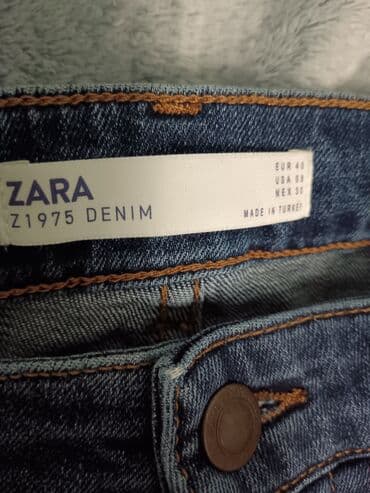 ZARA
Z1975 DENIM
EUR 40
USA 08
MEX 30
MADE IN TURKEY